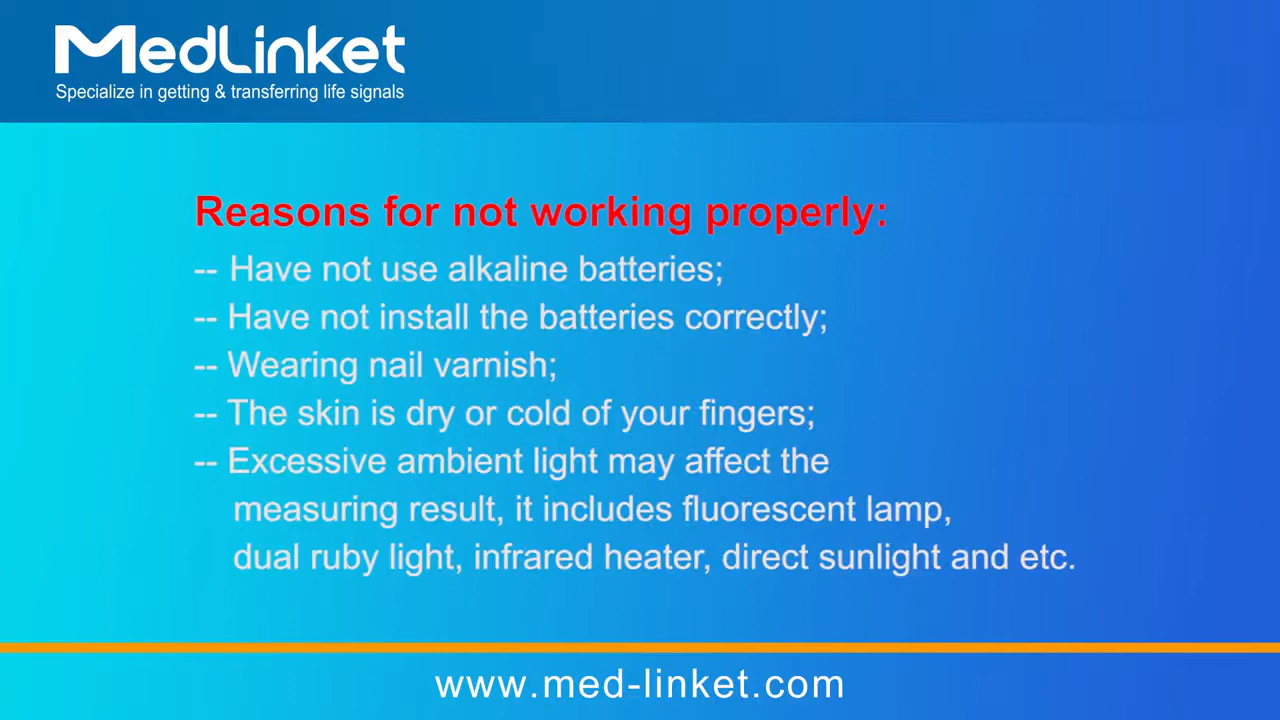 MedLinket
Specialize in getting & transferring life signals
Reasons for not working properly:
-- Have not use alkaline batteries;
-- Have not install the batteries correctly;
-- Wearing nail varnish;
-- The skin is dry or cold of your fingers;
-- Excessive ambient light may affect the
measuring result, it includes fluorescent lamp,
dual ruby light, infrared heater, direct sunlight and etc.
www.med-linket.com